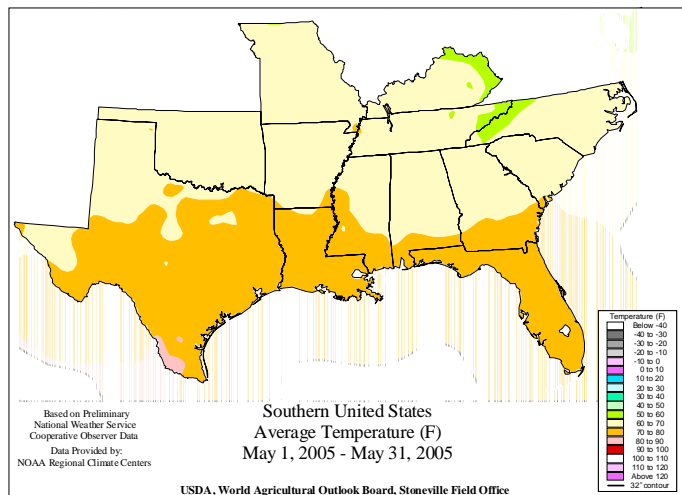 Temperature (F)
Below -40
-40 to -30
-30 to -20
-20 to -10
-10 to 0
0 to 10
10 to 20
20 to 30
30 to 40
40 to 50
50 to 60
60 to 70
70 to 80
80 to 90
90 to 100
100 to 110
110 to 120
Above 120
32° contour
Based on Preliminary
National Weather Service
Cooperative Observer Data
Data Provided by:
NOAA Regional Climate Centers
Southern United States
Average Temperature (F)
May 1, 2005 - May 31, 2005
USDA, World Agricultural Outlook Board, Stoneville Field Office